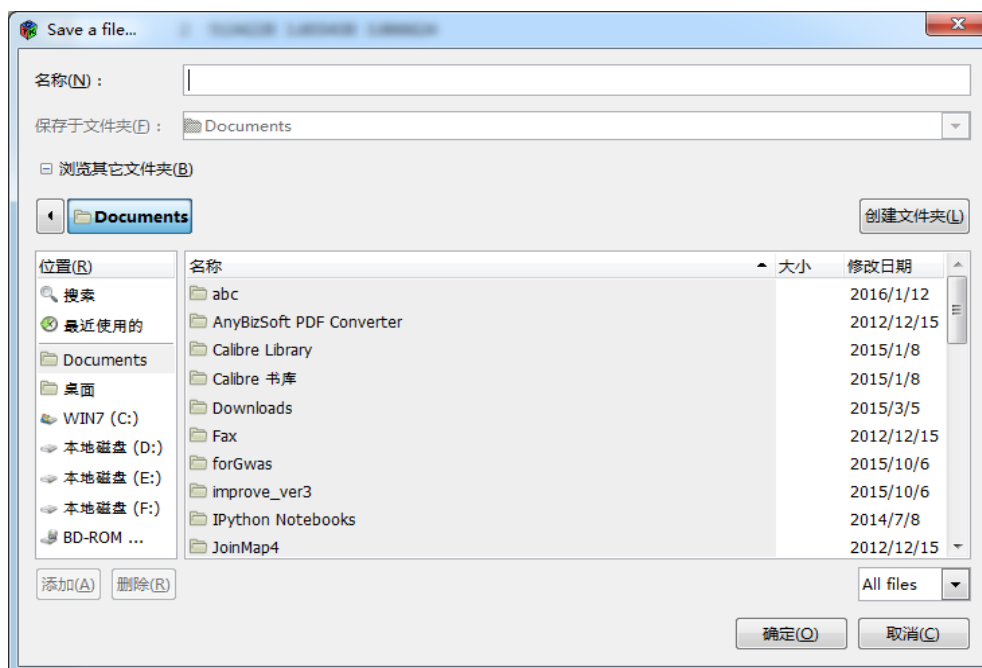 Save a file...
名称(N)：
保存于文件夹(F)： Documents
浏览其它文件夹(B)
Documents 创建文件夹(L)
位置(R) 名称 大小 修改日期
搜索 abc 2016/1/12
最近使用的 AnyBizSoft PDF Converter 2012/12/15
Documents Calibre Library 2015/1/8
桌面 Calibre 书库 2015/1/8
WIN7 (C:) Downloads 2015/3/5
本地磁盘 (D:) Fax 2012/12/15
本地磁盘 (E:) forGwas 2015/10/6
本地磁盘 (F:) improve_ver3 2015/10/6
BD-ROM ... IPython Notebooks 2014/7/8
JoinMap4 2012/12/15
添加(A) 删除(R) All files
确定(O) 取消(C)